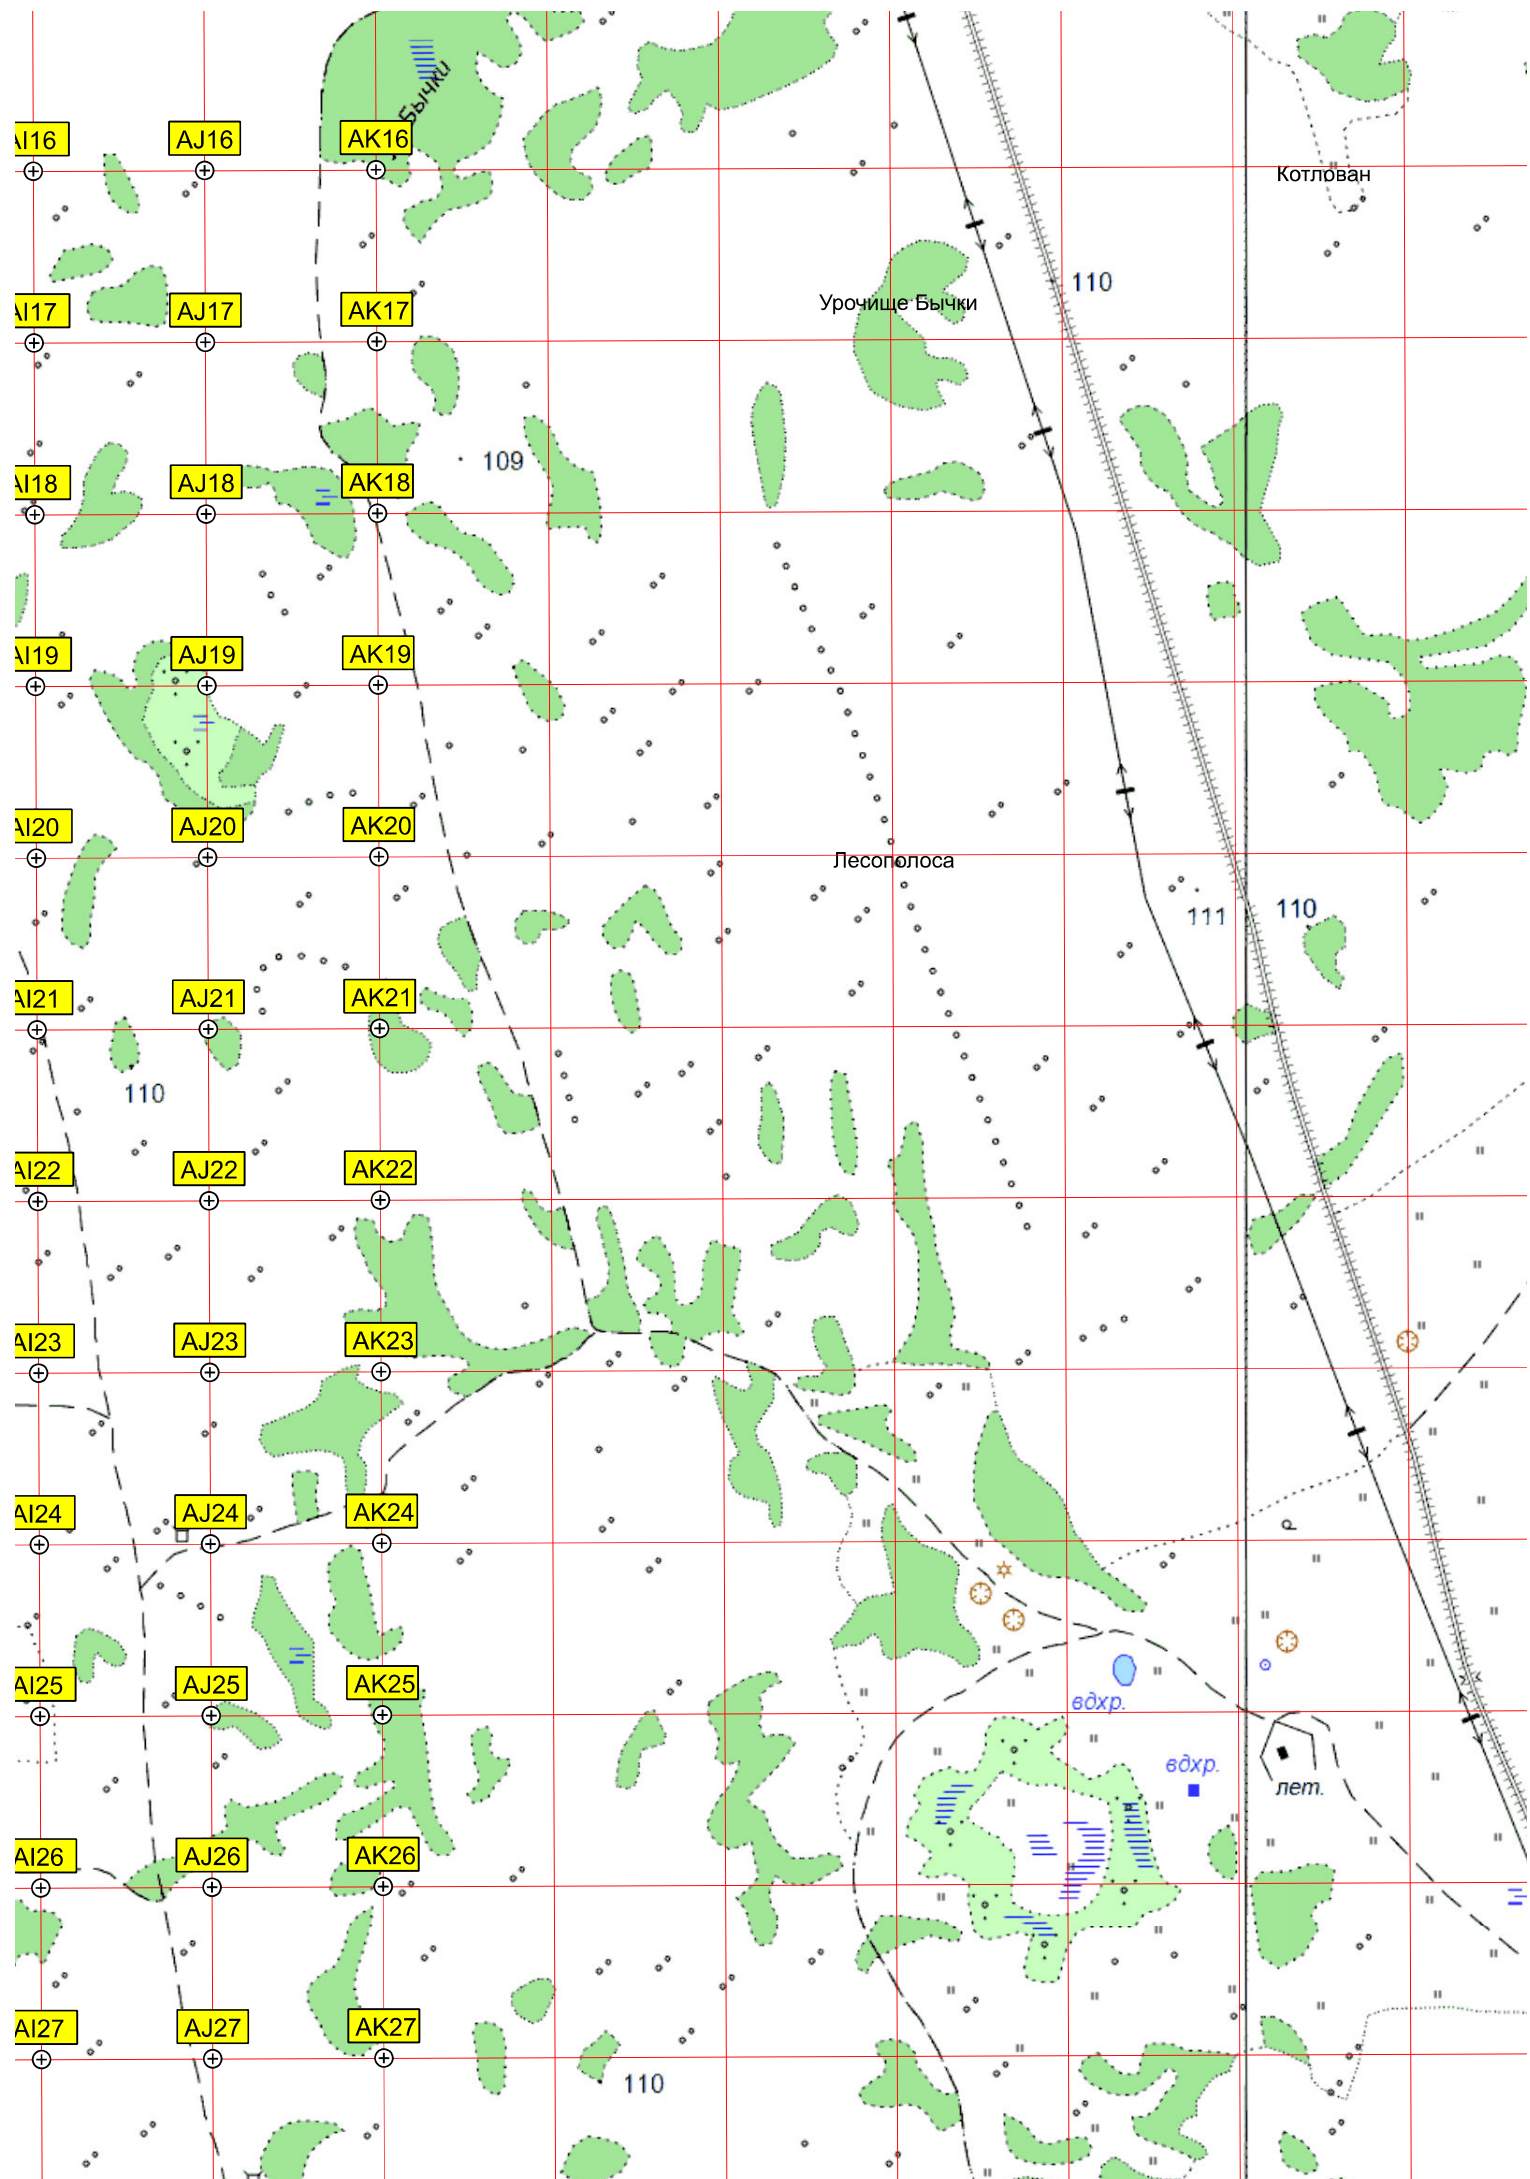 Бычки
AI16 AJ16 AK16
Котлован
110
Урочище Бычки
AI17 AJ17 AK17
109
AI18 AJ18 AK18
AI19 AJ19 AK19
AI20 AJ20 AK20
Лесополоса
111 110
AI21 AJ21 AK21
110
AI22 AJ22 AK22
AI23 AJ23 AK23
AI24 AJ24 AK24
AI25 AJ25 AK25
вдхр.
вдхр.
лет.
AI26 AJ26 AK26
AI27 AJ27 AK27
110